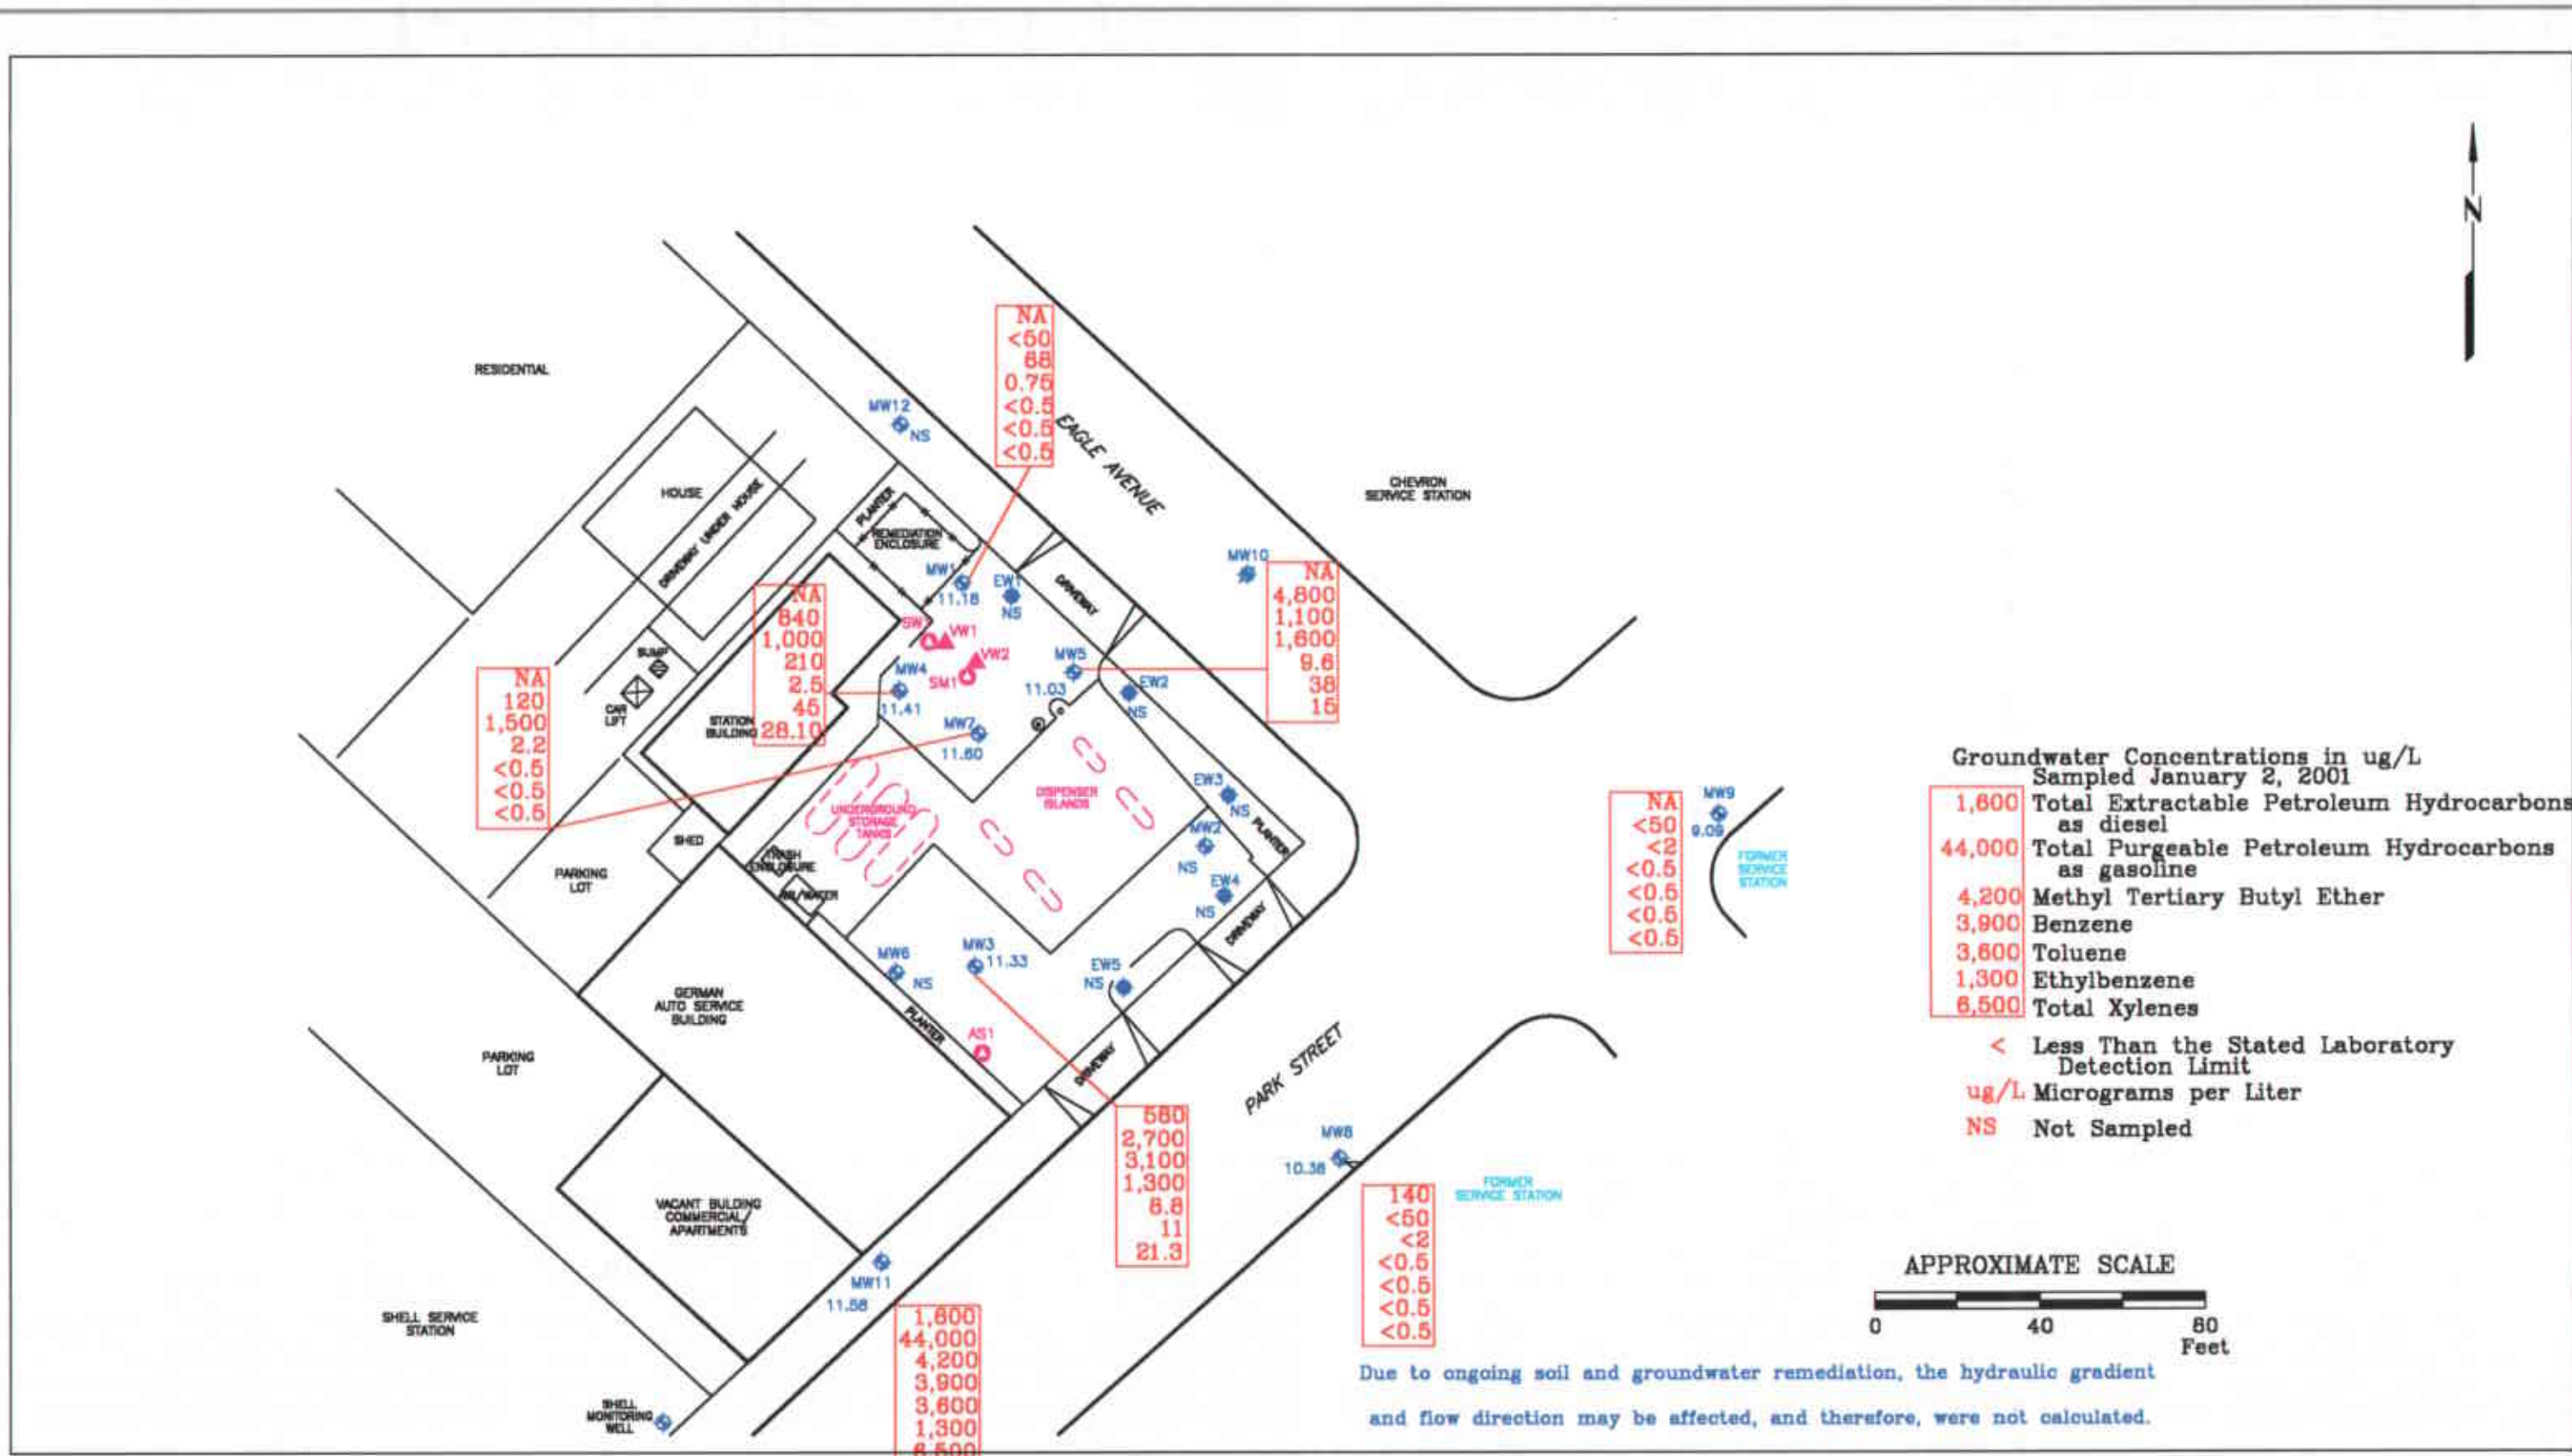 N
RESIDENTIAL
NA
<50
68
0.75
<0.5
<0.5
<0.5
MW12
NS
EAGLE AVENUE
CHEVRON
SERVICE STATION
HOUSE
DRIVEWAY UNDER HOUSE
PLANTER
REMEDIATION
ENCLOSURE
MW1
11.18
EW1
NS
DRIVEWAY
MW10
NA
4,800
1,100
1,600
9.6
38
15
NA
640
1,000
210
2.5
45
28.10
SW1
VW1
VW2
SM1
MW4
11.41
MW5
11.03
EW2
NS
MW7
11.60
SUMP
CAR
LIFT
STATION
BUILDING
NA
120
1,500
2.2
<0.5
<0.5
<0.5
UNDERGROUND
STORAGE
TANKS
DISPENSER
ISLANDS
EW3
NS
MW2
NS
PLANTER
EW4
NS
DRIVEWAY
SHED
TRASH
ENCLOSURE
AIR/WATER
PARKING
LOT
NA
<50
<2
<0.5
<0.5
<0.5
<0.5
MW9
9.09
FORMER
SERVICE
STATION
MW6
NS
MW3
11.33
EW5
NS
GERMAN
AUTO SERVICE
BUILDING
PLANTER
AS1
DRIVEWAY
PARKING
LOT
PARK STREET
560
2,700
3,100
1,300
8.8
11
21.3
MW8
10.38
140
<50
<2
<0.5
<0.5
<0.5
<0.5
FORMER
SERVICE STATION
VACANT BUILDING
COMMERCIAL/
APARTMENTS
MW11
11.58
1,600
44,000
4,200
3,900
3,600
1,300
6,500
SHELL SERVICE
STATION
SHELL
MONITORING
WELL
Groundwater Concentrations in ug/L
Sampled January 2, 2001
1,600 Total Extractable Petroleum Hydrocarbons
as diesel
44,000 Total Purgeable Petroleum Hydrocarbons
as gasoline
4,200 Methyl Tertiary Butyl Ether
3,900 Benzene
3,600 Toluene
1,300 Ethylbenzene
6,500 Total Xylenes
< Less Than the Stated Laboratory
Detection Limit
ug/L Micrograms per Liter
NS Not Sampled
APPROXIMATE SCALE
0 40 80
Feet
Due to ongoing soil and groundwater remediation, the hydraulic gradient
and flow direction may be affected, and therefore, were not calculated.